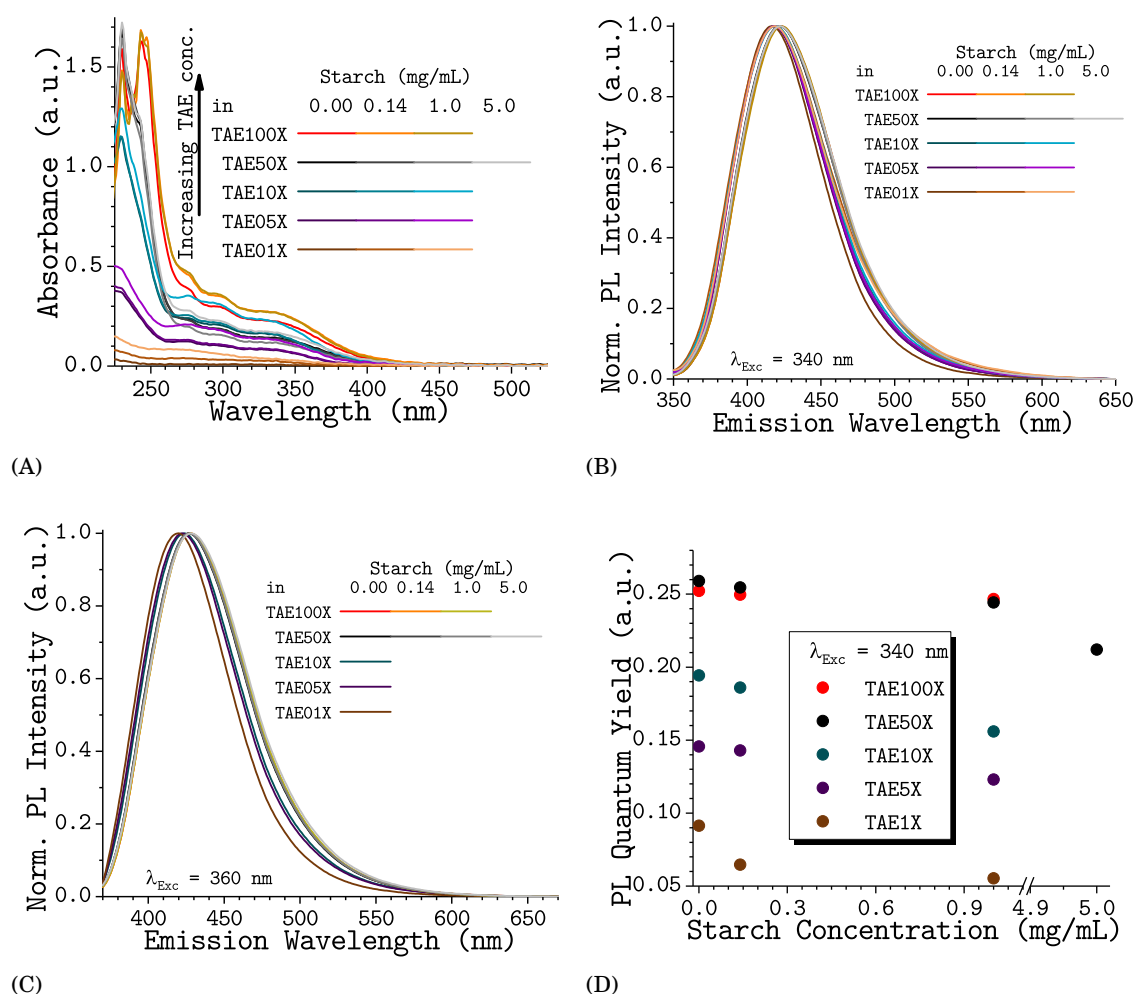 Absorbance (a.u.)
1.5
1.0
0.5
0.0
250
300
350
400
450
500
Wavelength (nm)
Increasing TAE conc.
Starch (mg/mL)
in 0.00 0.14 1.0 5.0
TAE100X
TAE50X
TAE10X
TAE05X
TAE01X
(A)
Norm. PL Intensity (a.u.)
1.0
0.8
0.6
0.4
0.2
0.0
350 400 450 500 550 600 650
Emission Wavelength (nm)
Starch (mg/mL)
in 0.00 0.14 1.0 5.0
TAE100X
TAE50X
TAE10X
TAE05X
TAE01X
λExc = 340 nm
(B)
Norm. PL Intensity (a.u.)
1.0
0.8
0.6
0.4
0.2
0.0
400 450 500 550 600 650
Emission Wavelength (nm)
Starch (mg/mL)
in 0.00 0.14 1.0 5.0
TAE100X
TAE50X
TAE10X
TAE05X
TAE01X
λExc = 360 nm
(C)
PL Quantum Yield (a.u.)
0.25
0.20
0.15
0.10
0.05
0.0 0.3 0.6 0.9 4.9 5.0
Starch Concentration (mg/mL)
λExc = 340 nm
TAE100X
TAE50X
TAE10X
TAE5X
TAE1X
(D)